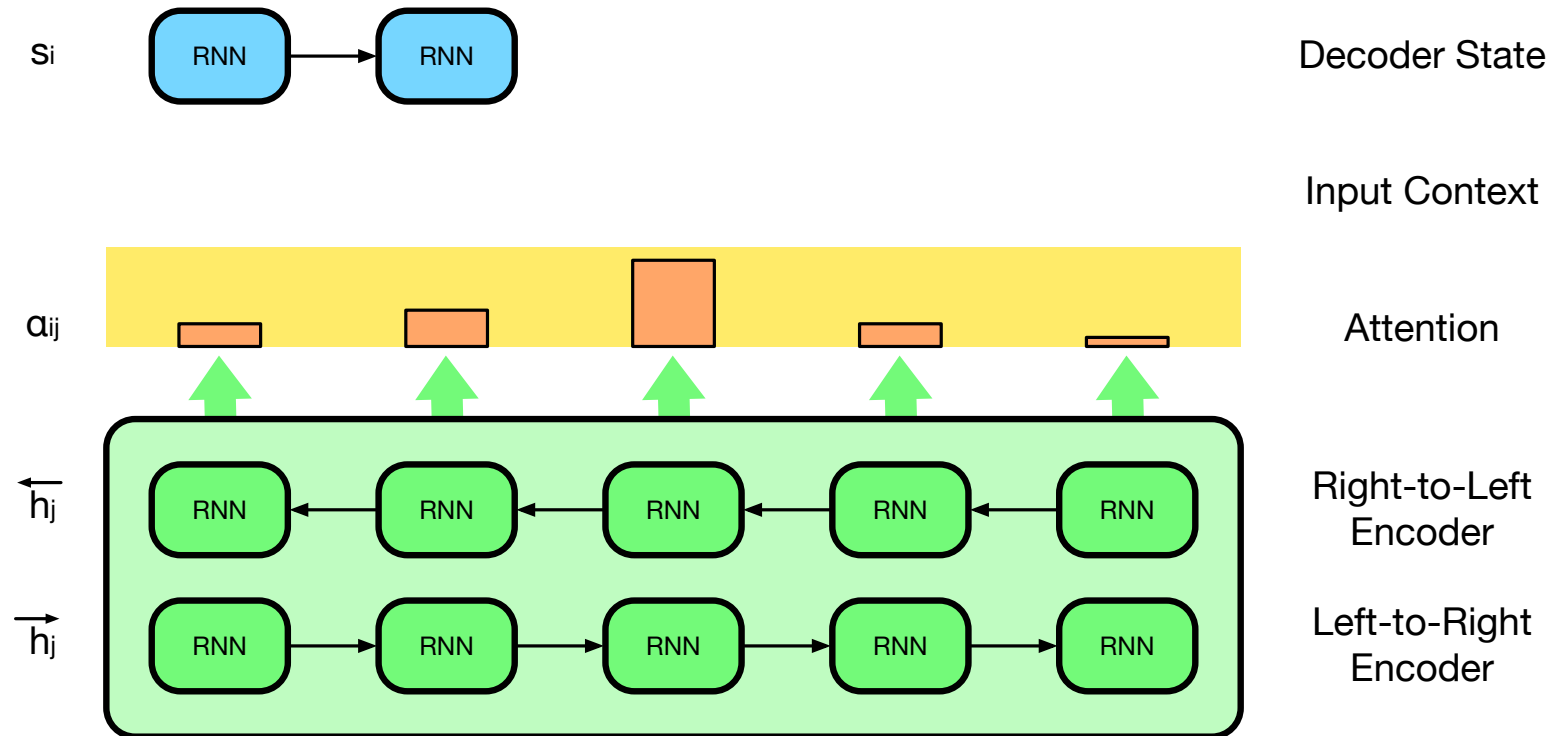 si RNN RNN Decoder State
Input Context
αij Attention
hj RNN RNN RNN RNN RNN Right-to-Left
Encoder
hj RNN RNN RNN RNN RNN Left-to-Right
Encoder